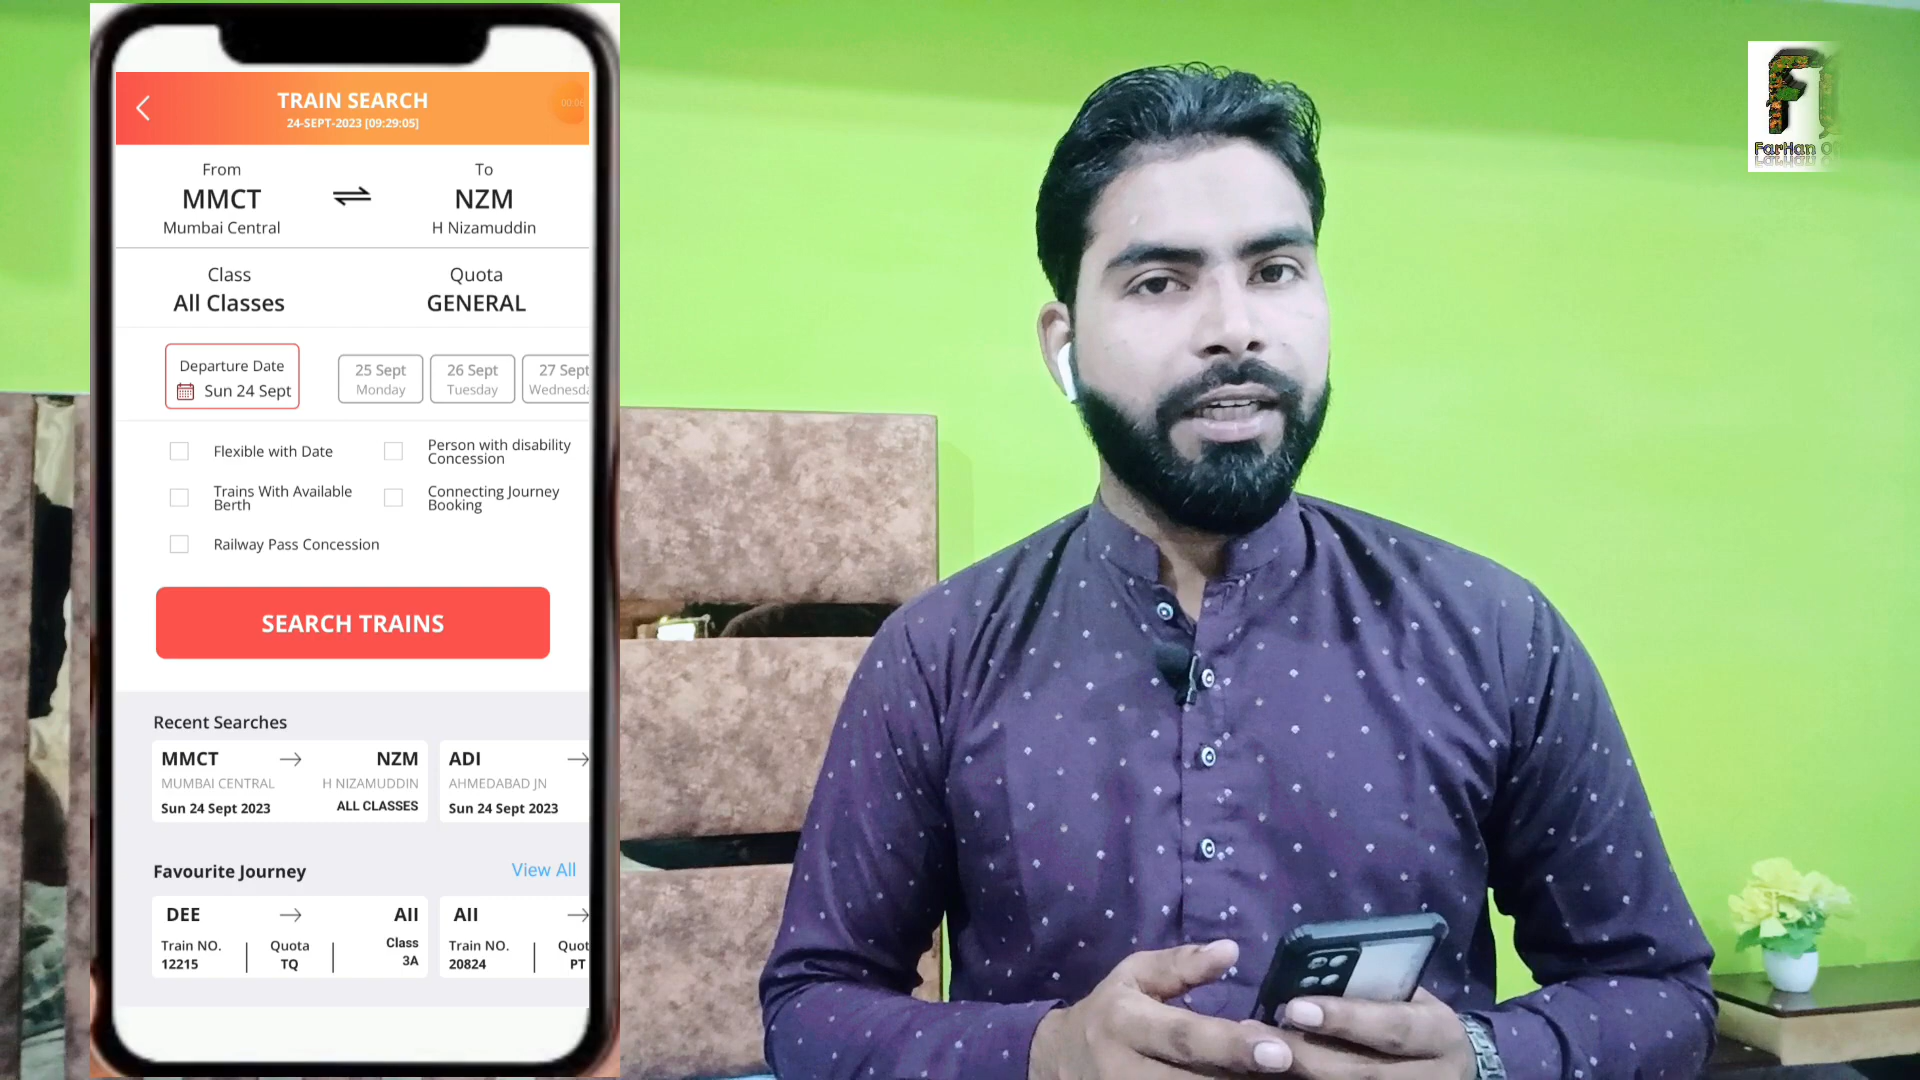 TRAIN SEARCH
24-SEPT-2023 [09:29:05]
00:06
From
MMCT
Mumbai Central
To
NZM
H Nizamuddin
Class
All Classes
Quota
GENERAL
Departure Date
Sun 24 Sept
25 Sept
Monday
26 Sept
Tuesday
27 Sept
Flexible with Date
Person with disability
Concession
Trains With Available
Berth
Connecting Journey
Booking
Railway Pass Concession
SEARCH TRAINS
Recent Searches
MMCT → NZM
MUMBAI CENTRAL H NIZAMUDDIN
Sun 24 Sept 2023 ALL CLASSES
ADI →
AHMEDABAD JN
Sun 24 Sept 2023
Favourite Journey
View All
DEE → AII
Train NO. Quota Class
12215 TQ 3A
AII →
Train NO.
20824 PT
FarHan